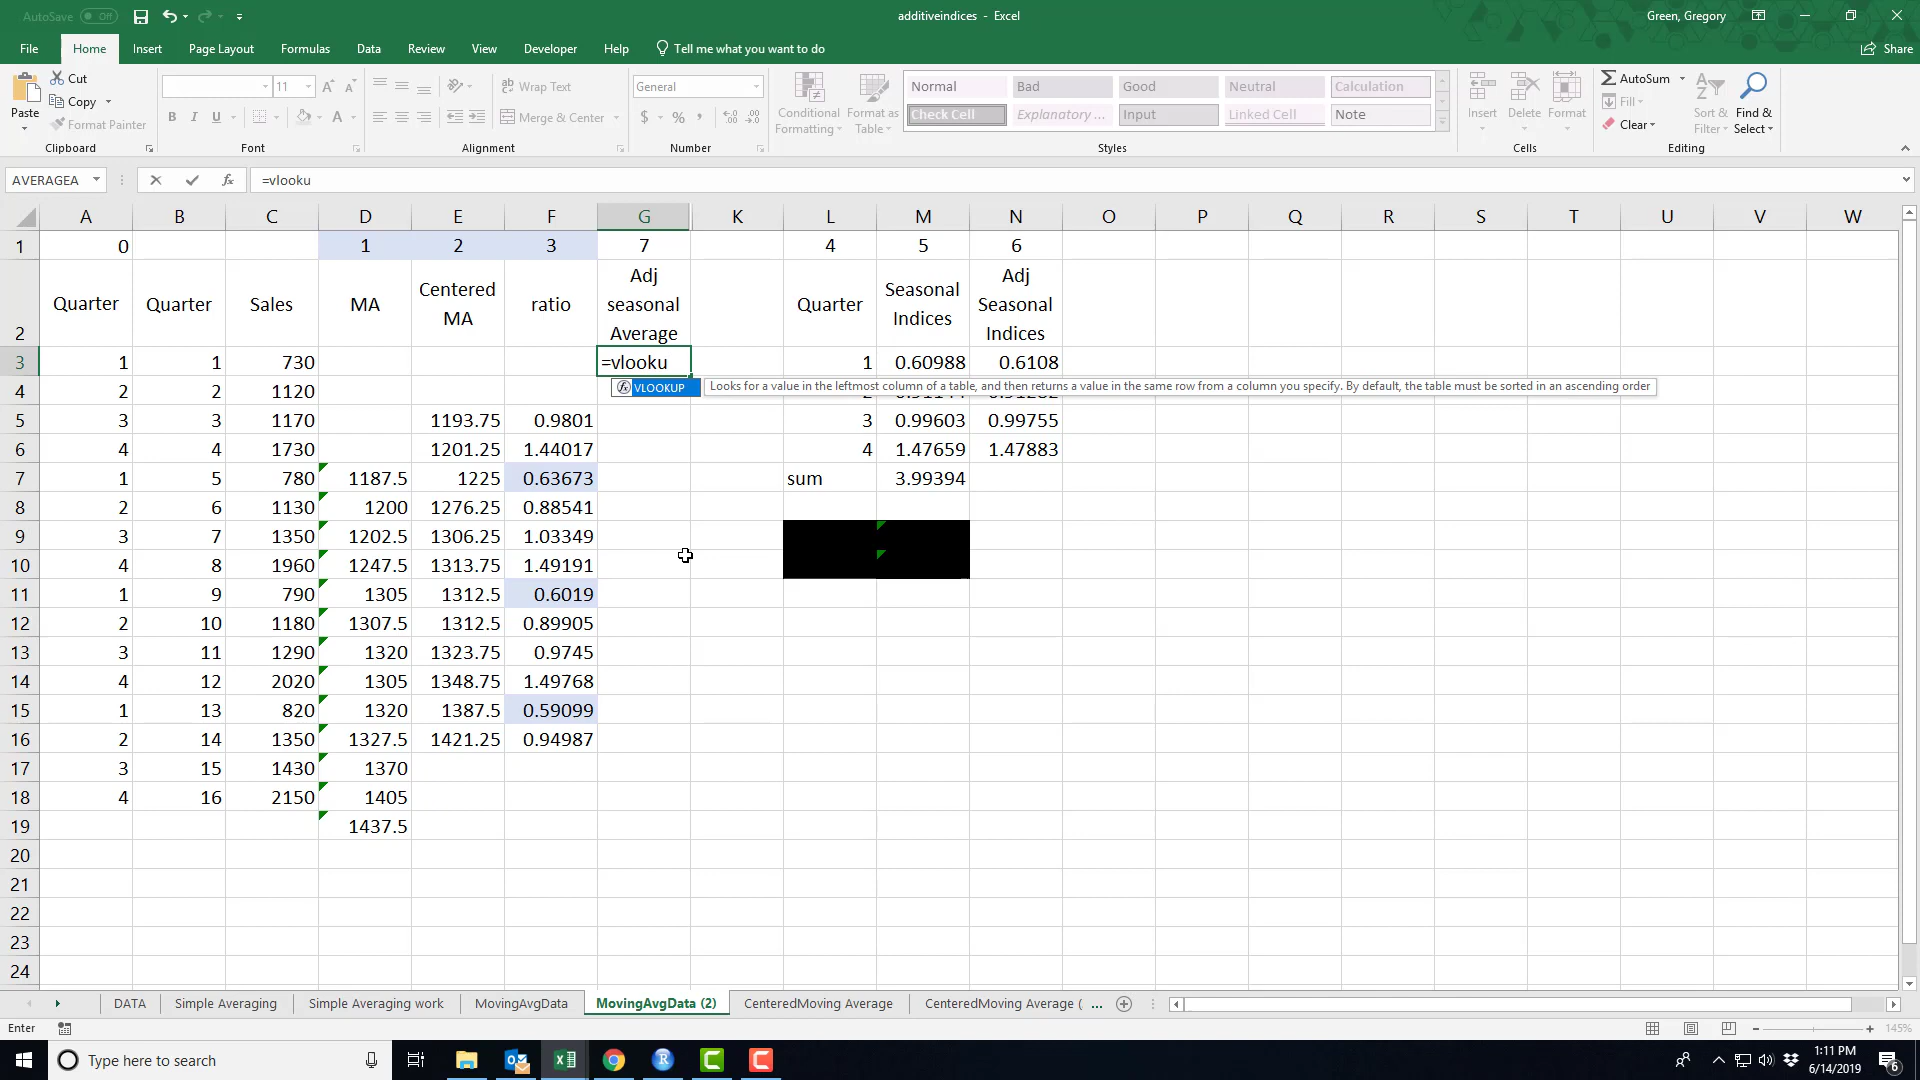 AutoSave Off
additiveindices - Excel
Green, Gregory
File Home Insert Page Layout Formulas Data Review View Developer Help Tell me what you want to do Share
Paste
Cut
Copy
Format Painter
Clipboard
11
B I U
Font
Wrap Text
Merge & Center
Alignment
General
$ % ,
Number
Conditional Formatting
Format as Table
Normal Bad Good Neutral Calculation
Check Cell Explanatory ... Input Linked Cell Note
Styles
Insert Delete Format
Cells
AutoSum
Fill
Clear
Sort & Filter
Find & Select
Editing
AVERAGEA fx =vlooku
A B C D E F G K L M N O P Q R S T U V W
1 0 1 2 3 7 4 5 6
2 Quarter Quarter Sales MA Centered MA ratio Adj seasonal Average Quarter Seasonal Indices Adj Seasonal Indices
3 1 1 730 =vlooku 1 0.60988 0.6108
VLOOKUP Looks for a value in the leftmost column of a table, and then returns a value in the same row from a column you specify. By default, the table must be sorted in an ascending order
4 2 2 1120
5 3 3 1170 1193.75 0.9801 3 0.99603 0.99755
6 4 4 1730 1201.25 1.44017 4 1.47659 1.47883
7 1 5 780 1187.5 1225 0.63673 sum 3.99394
8 2 6 1130 1200 1276.25 0.88541
9 3 7 1350 1202.5 1306.25 1.03349
10 4 8 1960 1247.5 1313.75 1.49191
11 1 9 790 1305 1312.5 0.6019
12 2 10 1180 1307.5 1312.5 0.89905
13 3 11 1290 1320 1323.75 0.9745
14 4 12 2020 1305 1348.75 1.49768
15 1 13 820 1320 1387.5 0.59099
16 2 14 1350 1327.5 1421.25 0.94987
17 3 15 1430 1370
18 4 16 2150 1405
19 1437.5
20
21
22
23
24
DATA Simple Averaging Simple Averaging work MovingAvgData MovingAvgData (2) CenteredMoving Average CenteredMoving Average ( ...
Enter
145%
Type here to search
1:11 PM
6/14/2019
6